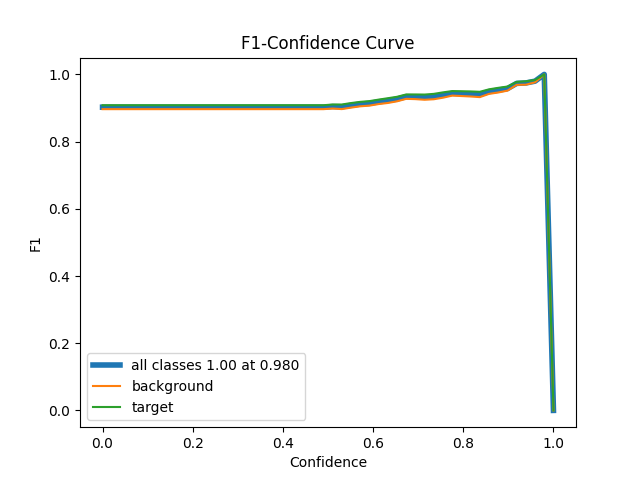 F1-Confidence Curve
1.0
0.8
0.6
0.4
0.2
0.0
F1
all classes 1.00 at 0.980
background
target
0.0 0.2 0.4 0.6 0.8 1.0
Confidence